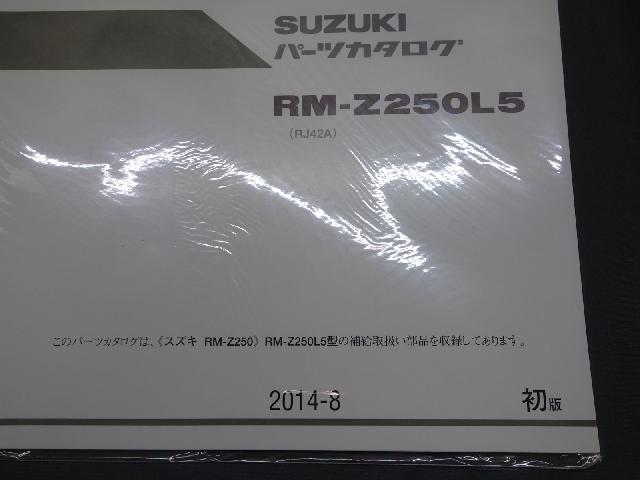 SUZUKI
パーツカタログ
RM-Z250L5
(RJ42A)
このパーツカタログは、《スズキ RM-Z250》 RM-Z250L5型の補給取扱い部品を収録してあります。
2014-8
初版